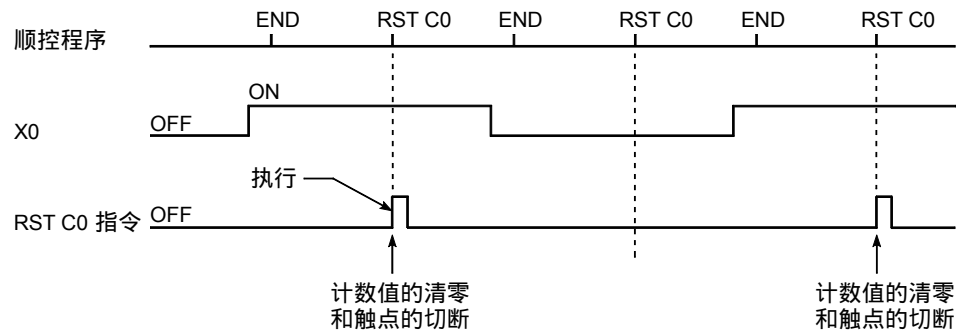 END RST C0 END RST C0 END RST C0
顺控程序
ON
X0 OFF
执行
RST C0 指令 OFF
计数值的清零 计数值的清零
和触点的切断 和触点的切断